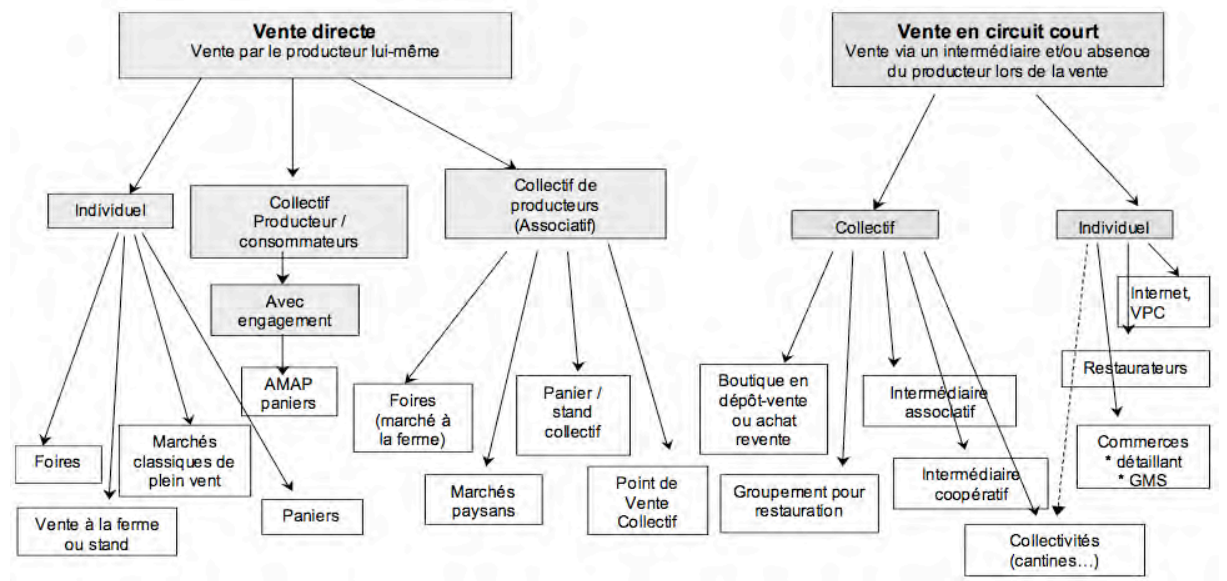 Vente directe
Vente par le producteur lui-même
Vente en circuit court
Vente via un intermédiaire et/ou absence
du producteur lors de la vente
Individuel
Collectif
Producteur /
consommateurs
Collectif de
producteurs
(Associatif)
Collectif
Individuel
Avec
engagement
AMAP
paniers
Foires
Vente à la ferme
ou stand
Marchés
classiques de
plein vent
Paniers
Foires
(marché à
la ferme)
Marchés
paysans
Panier /
stand
collectif
Point de
Vente
Collectif
Boutique en
dépôt-vente
ou achat
revente
Groupement pour
restauration
Intermédiaire
associatif
Intermédiaire
coopératif
Collectivités
(cantines...)
Internet,
VPC
Restaurateurs
Commerces
* détaillant
* GMS